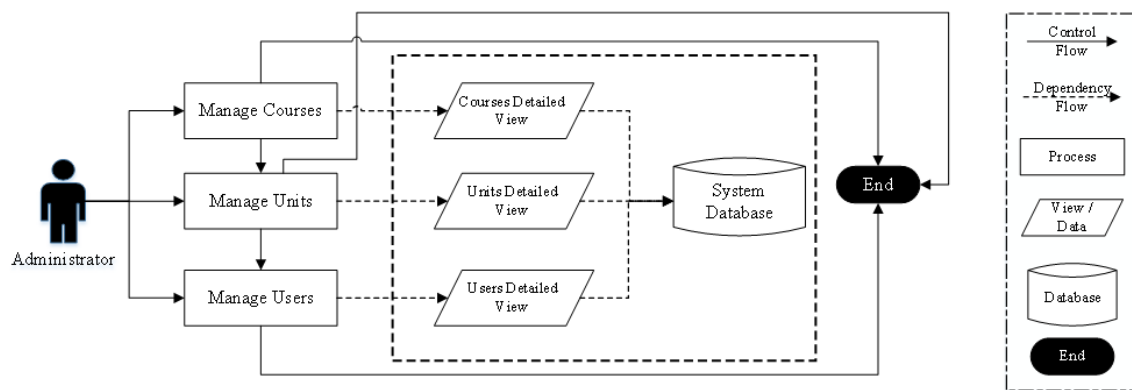 Manage Courses
Courses Detailed
View
Manage Units
Units Detailed
View
System
Database
End
Administrator
Manage Users
Users Detailed
View
Control
Flow
Dependency
Flow
Process
View /
Data
Database
End